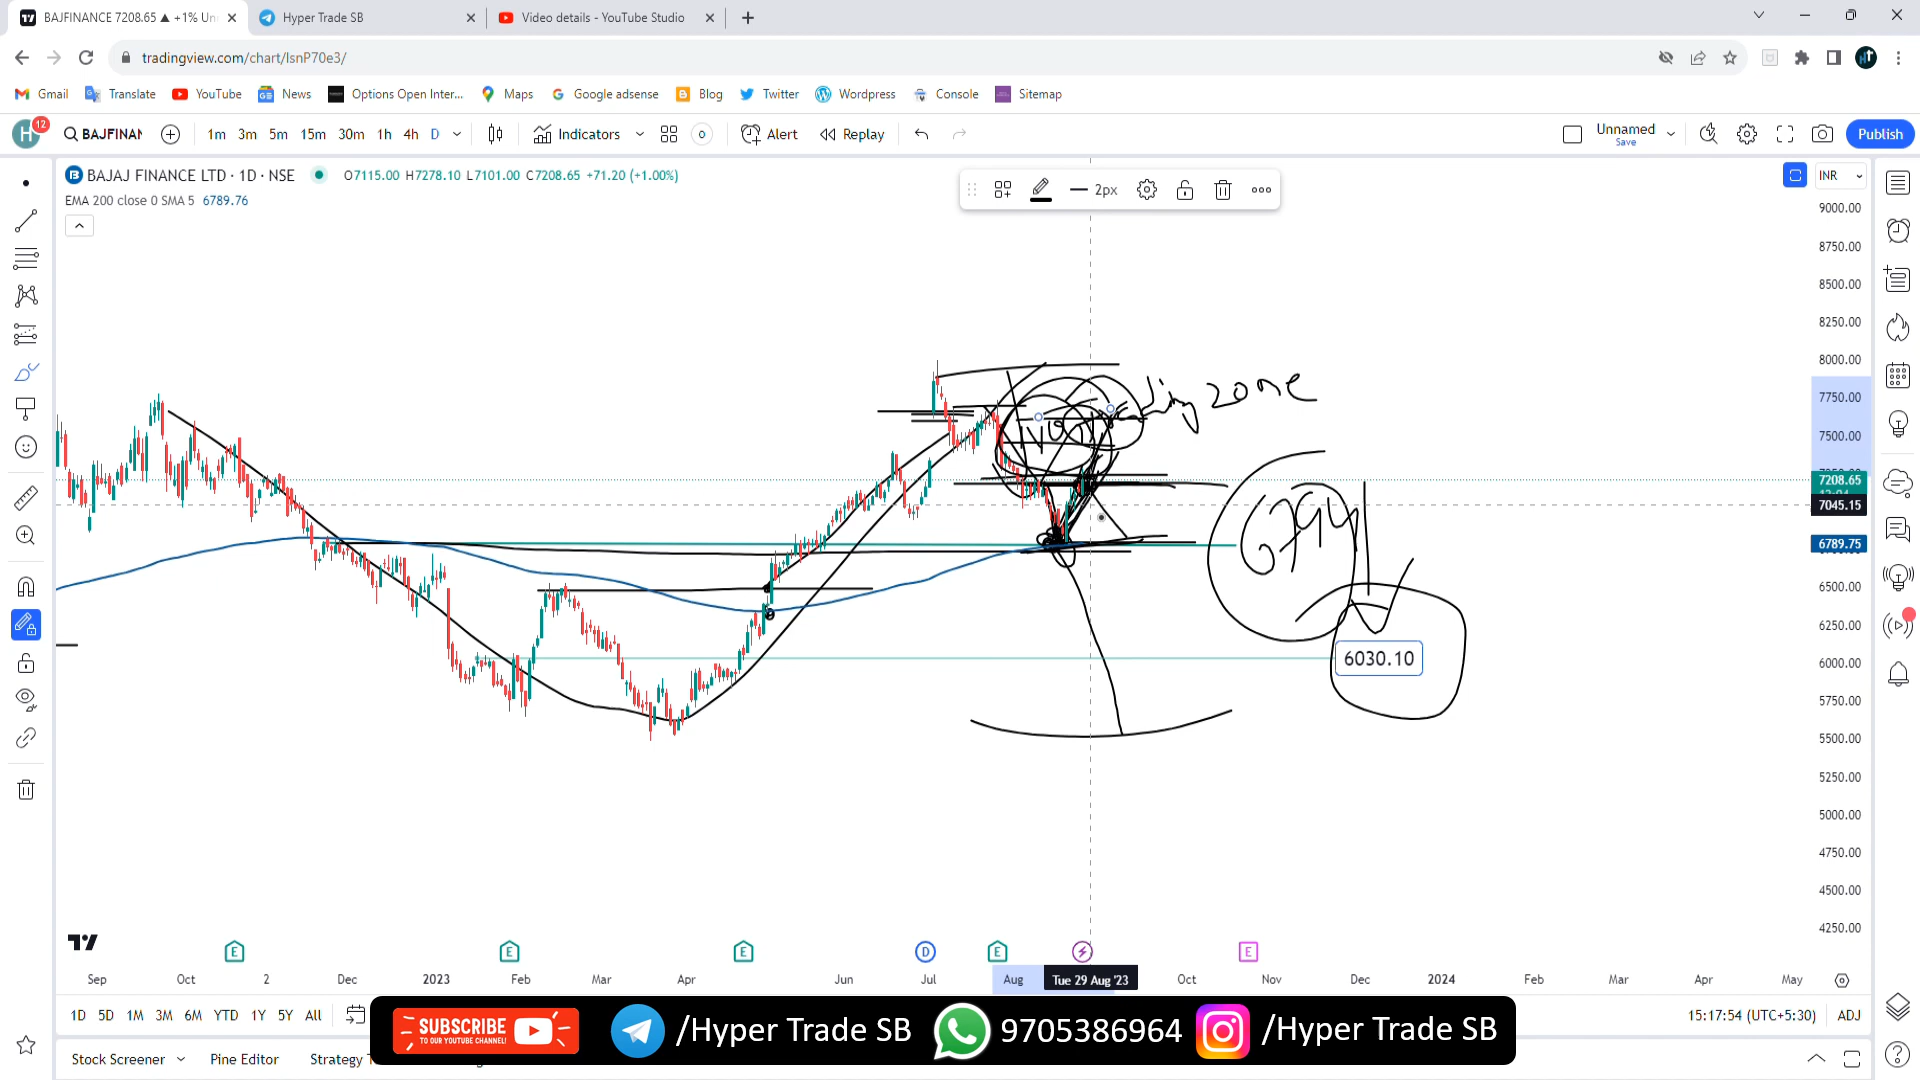 BAJFINANCE 7208.65 ▲ +1% Un
Hyper Trade SB
Video details - YouTube Studio
tradingview.com/chart/IsnP70e3/
Gmail
Translate
YouTube
News
Options Open Inter...
Maps
Google adsense
Blog
Twitter
Wordpress
Console
Sitemap
H
12
BAJFINAN
1m 3m 5m 15m 30m 1h 4h D
Indicators
Alert
Replay
Unnamed
Save
Publish
BAJAJ FINANCE LTD · 1D · NSE
O7115.00 H7278.10 L7101.00 C7208.65 +71.20 (+1.00%)
EMA 200 close 0 SMA 5 6789.76
2px
INR
9000.00
8750.00
8500.00
8250.00
8000.00
7750.00
7500.00
7208.65
7045.15
6789.75
6500.00
6250.00
6000.00
5750.00
5500.00
5250.00
5000.00
4750.00
4500.00
4250.00
zone
6794
6030.10
E E E D E E
Sep Oct 2 Dec 2023 Feb Mar Apr Jun Jul Aug Tue 29 Aug '23 Oct Nov Dec 2024 Feb Mar Apr May
1D 5D 1M 3M 6M YTD 1Y 5Y All
15:17:54 (UTC+5:30)
ADJ
SUBSCRIBE
TO OUR YOUTUBE CHANNEL!
/Hyper Trade SB
9705386964
/Hyper Trade SB
Stock Screener
Pine Editor
Strategy T